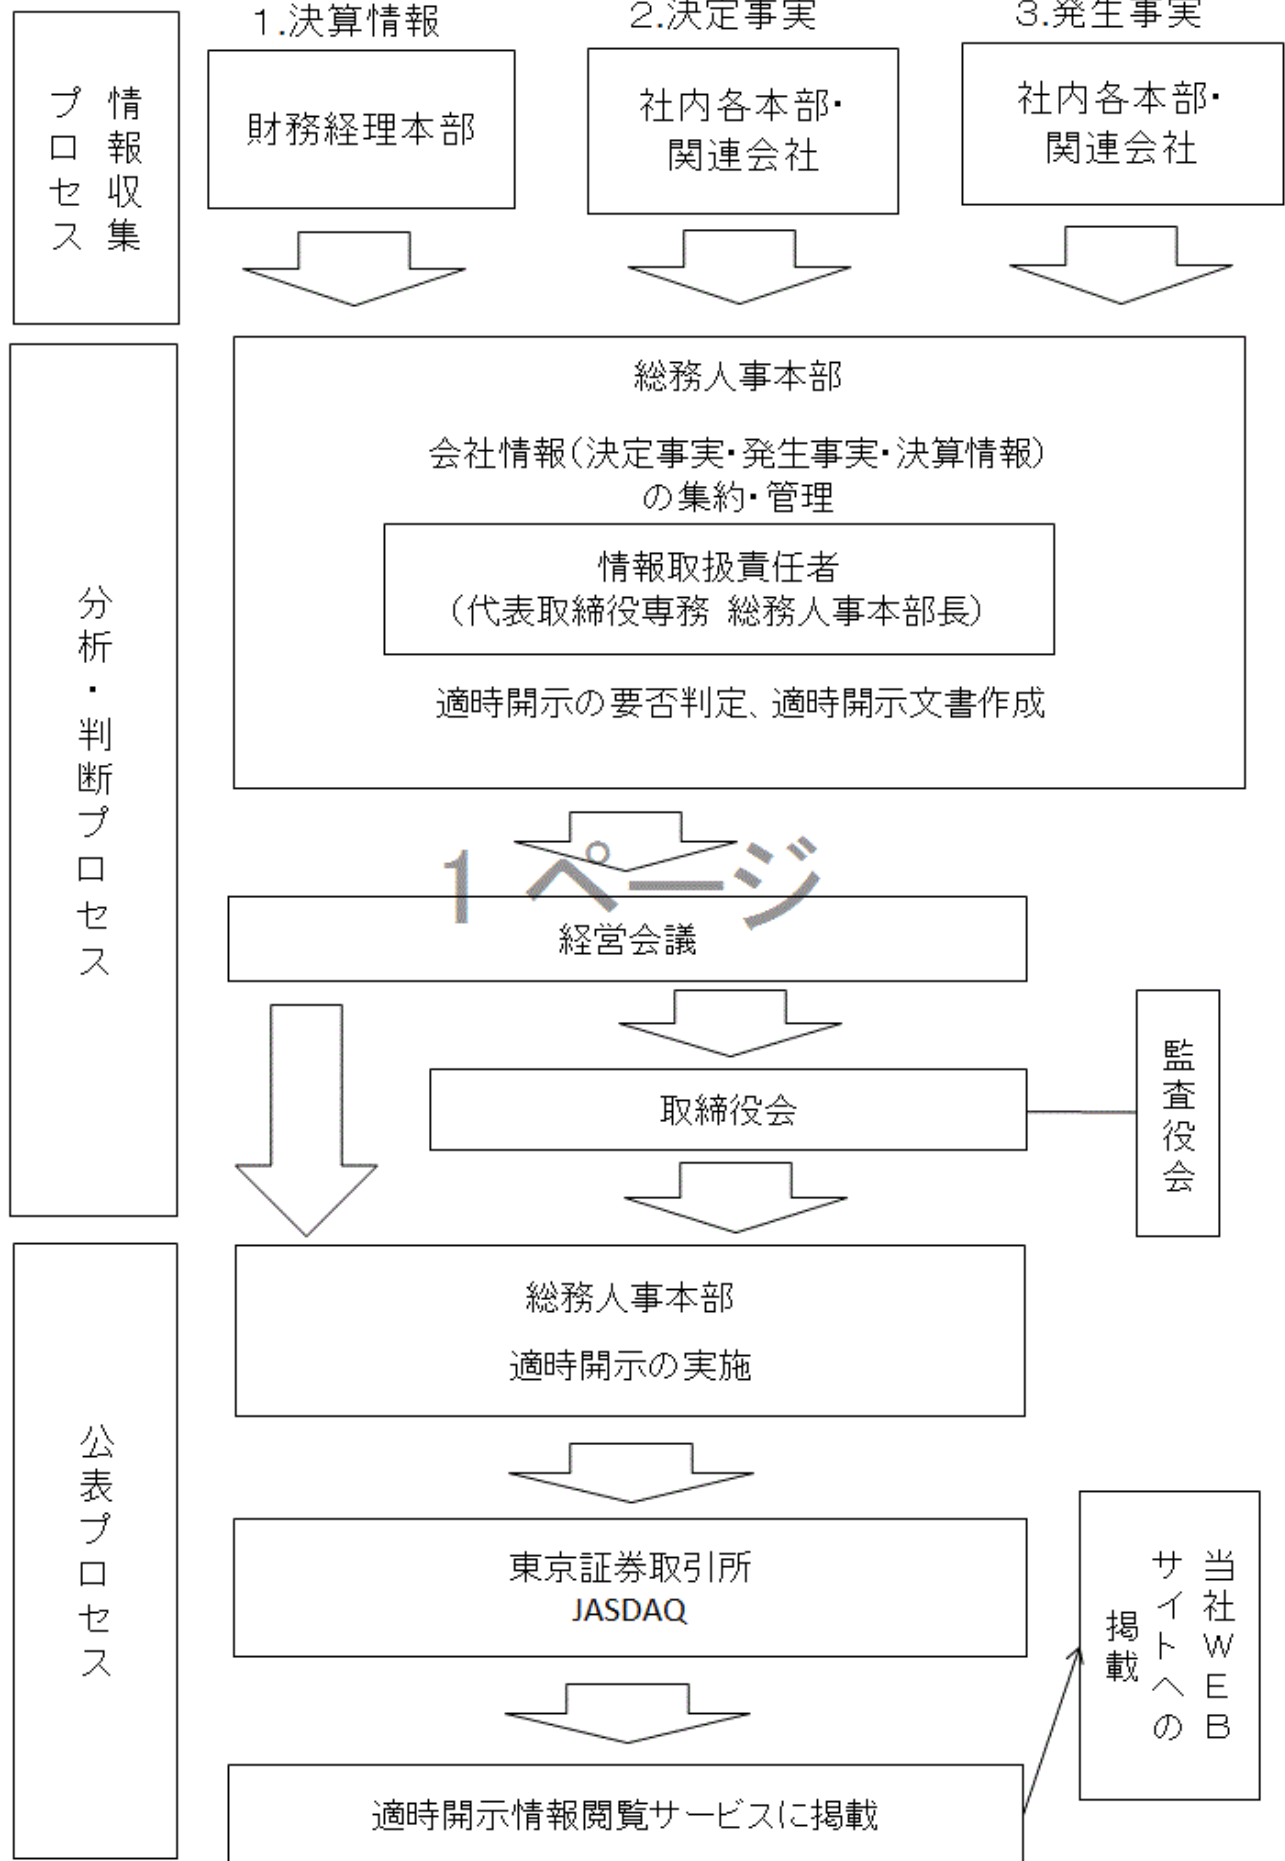 1.決算情報
2.決定事実
3.発生事実
情報収集
プロセス
財務経理本部
社内各本部・
関連会社
社内各本部・
関連会社
分析・判断プロセス
総務人事本部
会社情報(決定事実・発生事実・決算情報)
の集約・管理
情報取扱責任者
(代表取締役専務 総務人事本部長)
適時開示の要否判定、適時開示文書作成
1 ページ
経営会議
取締役会
監査役会
公表プロセス
総務人事本部
適時開示の実施
東京証券取引所
JASDAQ
当社WEB
サイトへの
掲載
適時開示情報閲覧サービスに掲載